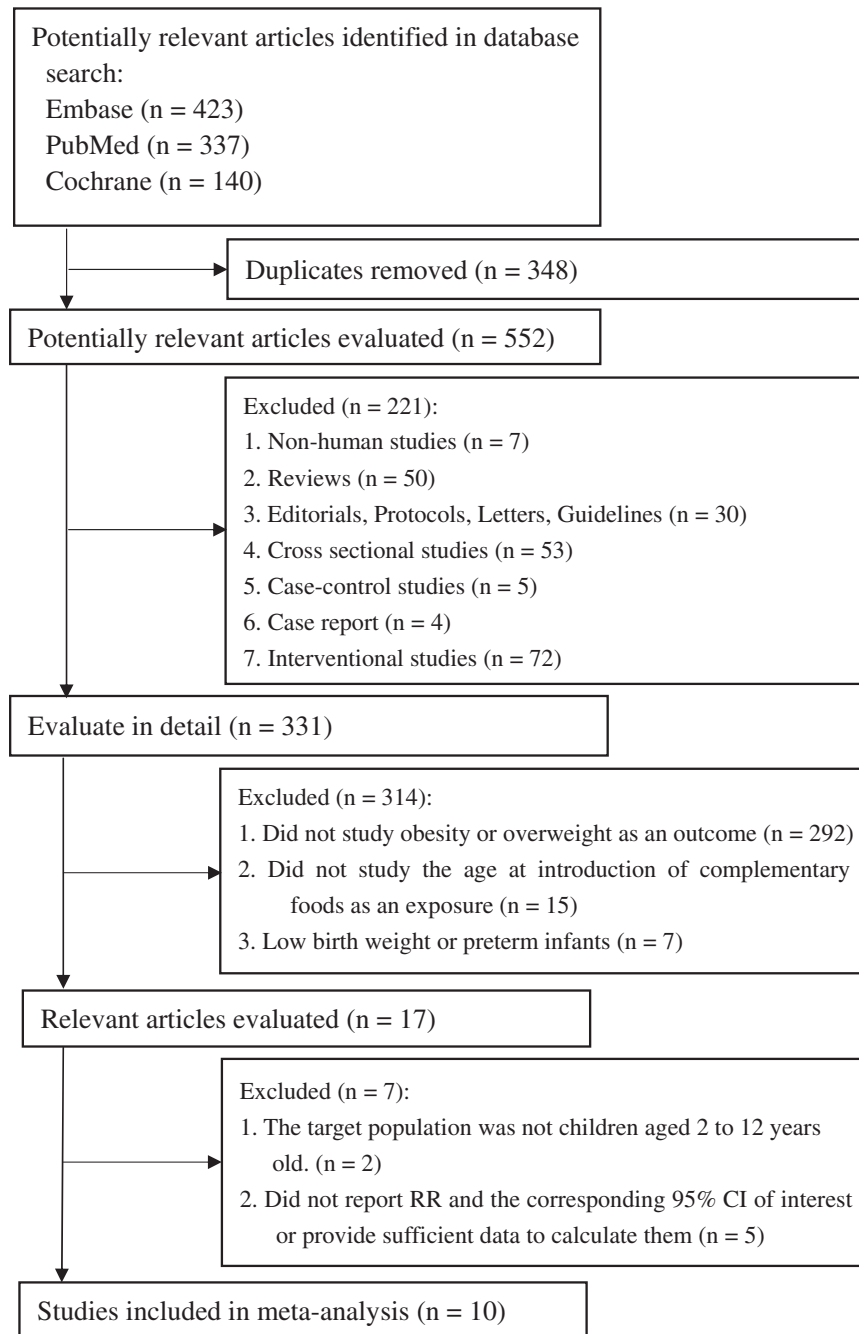 Potentially relevant articles identified in database
search:
Embase (n = 423)
PubMed (n = 337)
Cochrane (n = 140)
Duplicates removed (n = 348)
Potentially relevant articles evaluated (n = 552)
Excluded (n = 221):
1. Non-human studies (n = 7)
2. Reviews (n = 50)
3. Editorials, Protocols, Letters, Guidelines (n = 30)
4. Cross sectional studies (n = 53)
5. Case-control studies (n = 5)
6. Case report (n = 4)
7. Interventional studies (n = 72)
Evaluate in detail (n = 331)
Excluded (n = 314):
1. Did not study obesity or overweight as an outcome (n = 292)
2. Did not study the age at introduction of complementary
foods as an exposure (n = 15)
3. Low birth weight or preterm infants (n = 7)
Relevant articles evaluated (n = 17)
Excluded (n = 7):
1. The target population was not children aged 2 to 12 years
old. (n = 2)
2. Did not report RR and the corresponding 95% CI of interest
or provide sufficient data to calculate them (n = 5)
Studies included in meta-analysis (n = 10)